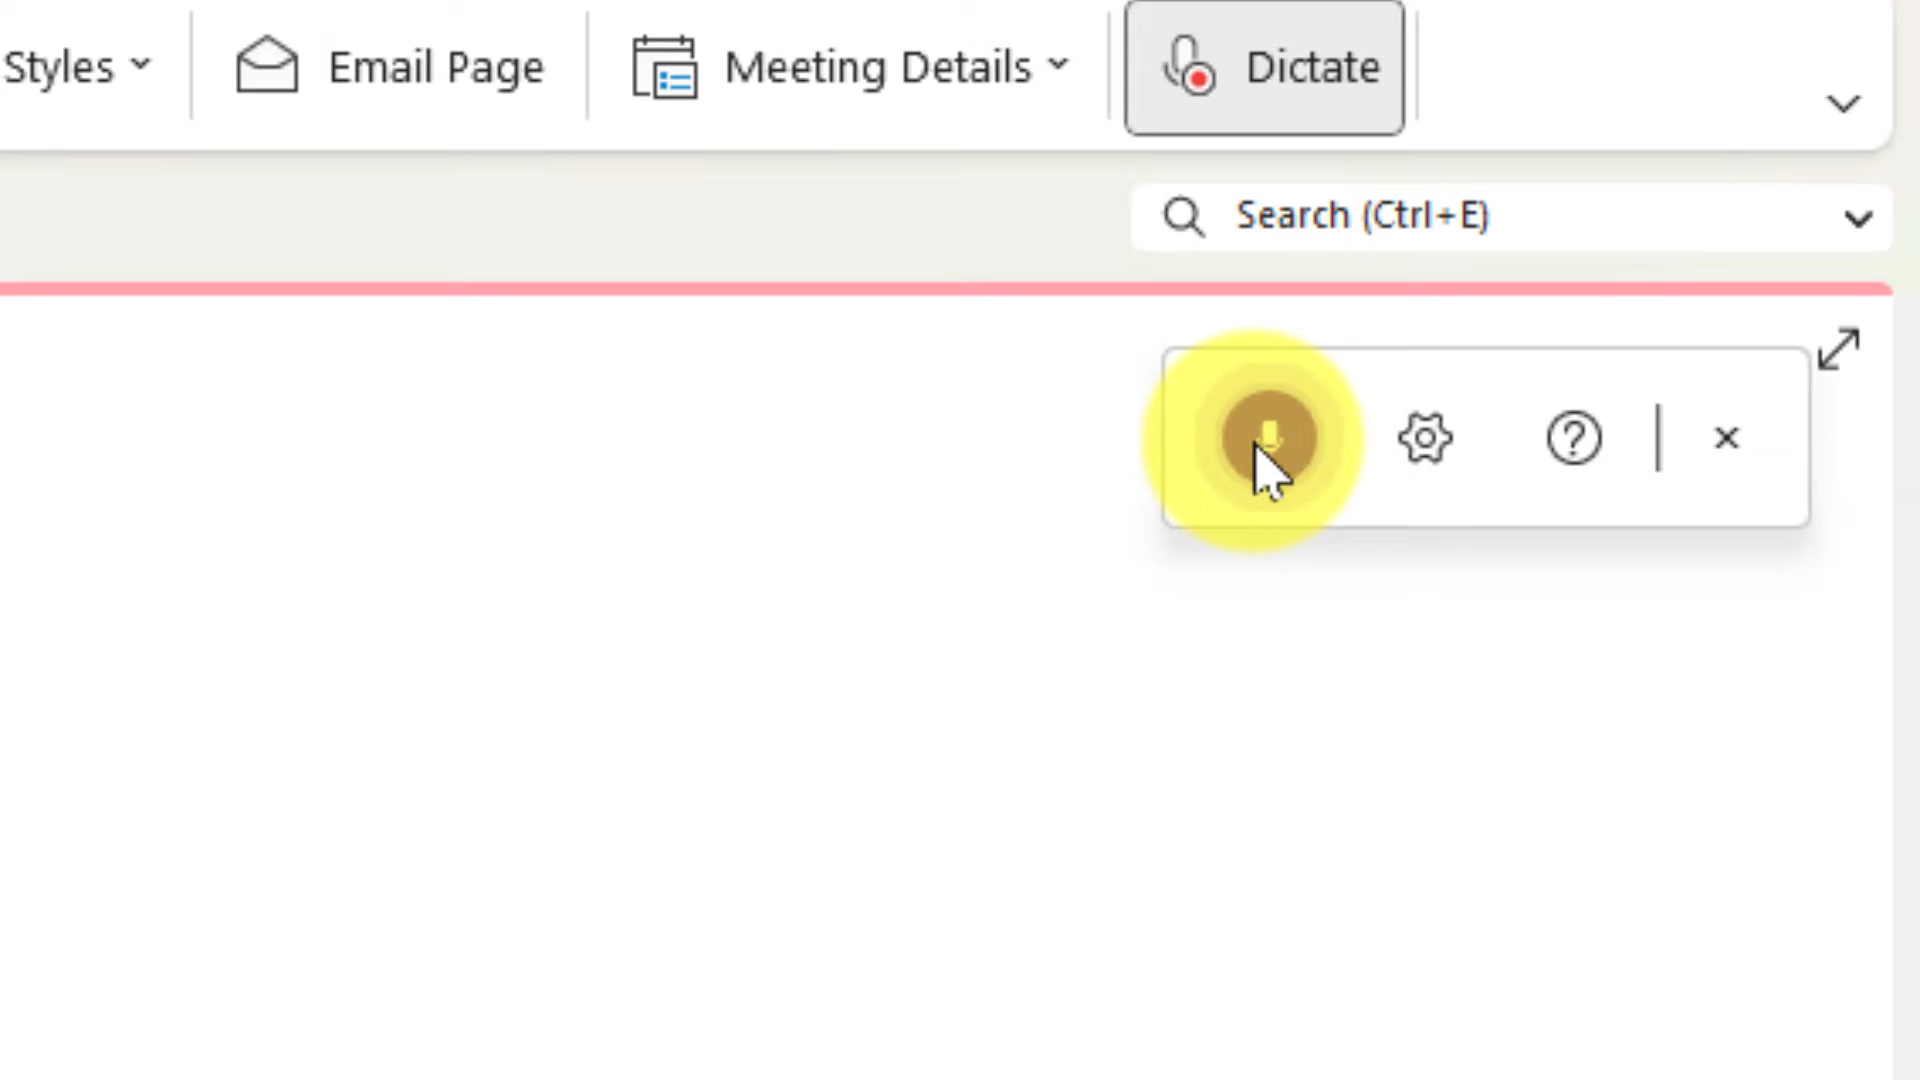 Styles
Email Page
Meeting Details
Dictate
Search (Ctrl+E)